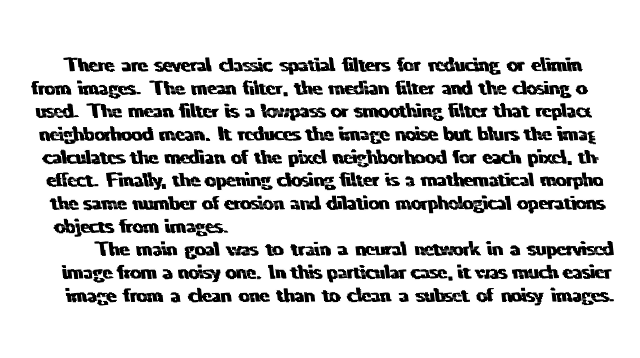 There are several classic spatial filters for reducing or elimin
from images. The mean filter, the median filter and the closing o
used. The mean filter is a lowpass or smoothing filter that replac
neighborhood mean. It reduces the image noise but blurs the imag
calculates the median of the pixel neighborhood for each pixel, th
effect. Finally, the opening closing filter is a mathematical morpho
the same number of erosion and dilation morphological operations
objects from images.
The main goal was to train a neural network in a supervised
image from a noisy one. In this particular case, it was much easier
image from a clean one than to clean a subset of noisy images.